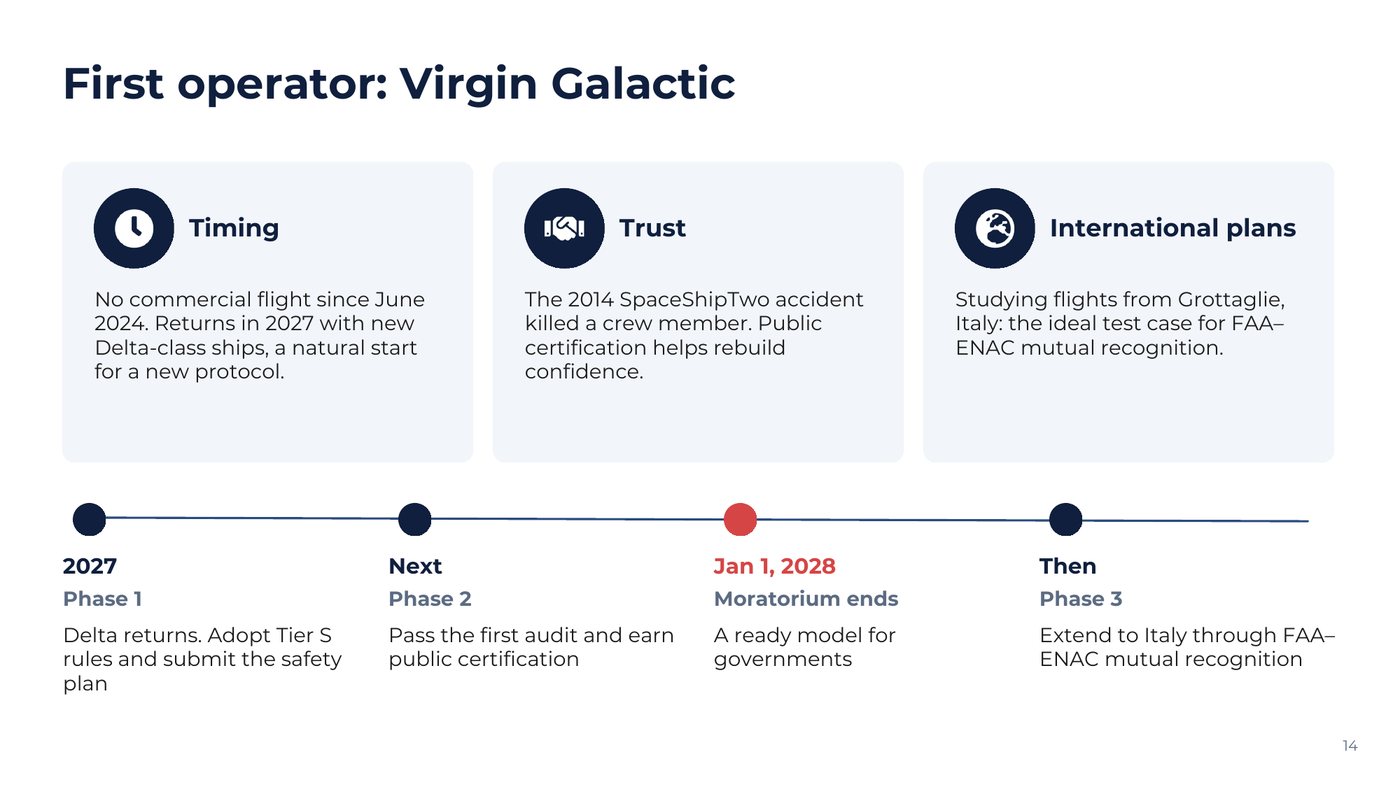 First operator: Virgin Galactic
Timing
No commercial flight since June
2024. Returns in 2027 with new
Delta-class ships, a natural start
for a new protocol.
Trust
The 2014 SpaceShipTwo accident
killed a crew member. Public
certification helps rebuild
confidence.
International plans
Studying flights from Grottaglie,
Italy: the ideal test case for FAA–
ENAC mutual recognition.
2027
Phase 1
Delta returns. Adopt Tier S
rules and submit the safety
plan
Next
Phase 2
Pass the first audit and earn
public certification
Jan 1, 2028
Moratorium ends
A ready model for
governments
Then
Phase 3
Extend to Italy through FAA–
ENAC mutual recognition
14